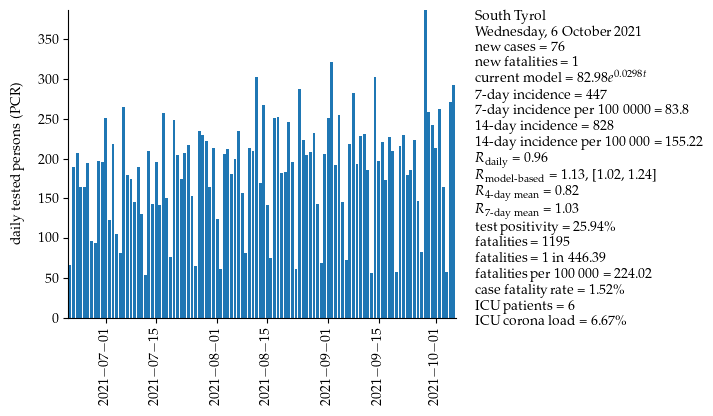 South Tyrol
Wednesday, 6 October 2021
new cases = 76
new fatalities = 1
current model = 82.98e^0.0298t
7-day incidence = 447
7-day incidence per 100 0000 = 83.8
14-day incidence = 828
14-day incidence per 100 000 = 155.22
R_daily = 0.96
R_model-based = 1.13, [1.02, 1.24]
R_4-day mean = 0.82
R_7-day mean = 1.03
test positivity = 25.94%
fatalities = 1195
fatalities = 1 in 446.39
fatalities per 100 000 = 224.02
case fatality rate = 1.52%
ICU patients = 6
ICU corona load = 6.67%
daily tested persons (PCR)
350
300
250
200
150
100
50
0
2021−07−01
2021−07−15
2021−08−01
2021−08−15
2021−09−01
2021−09−15
2021−10−01